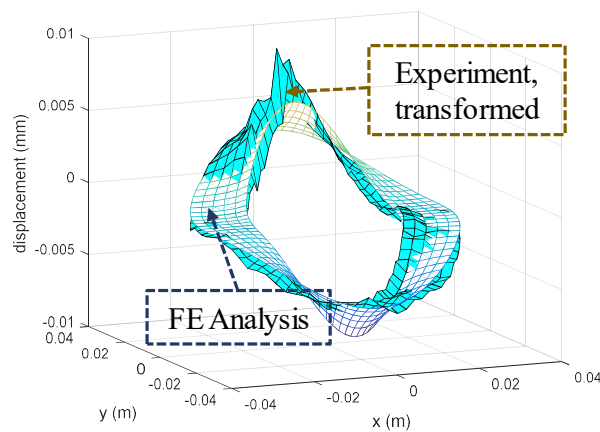 0.01
Experiment,
transformed
0.005
displacement (mm)
0
-0.005
FE Analysis
-0.01
0.04
0.02
0
-0.02
-0.04
y (m)
-0.04
-0.02
0
0.02
0.04
x (m)